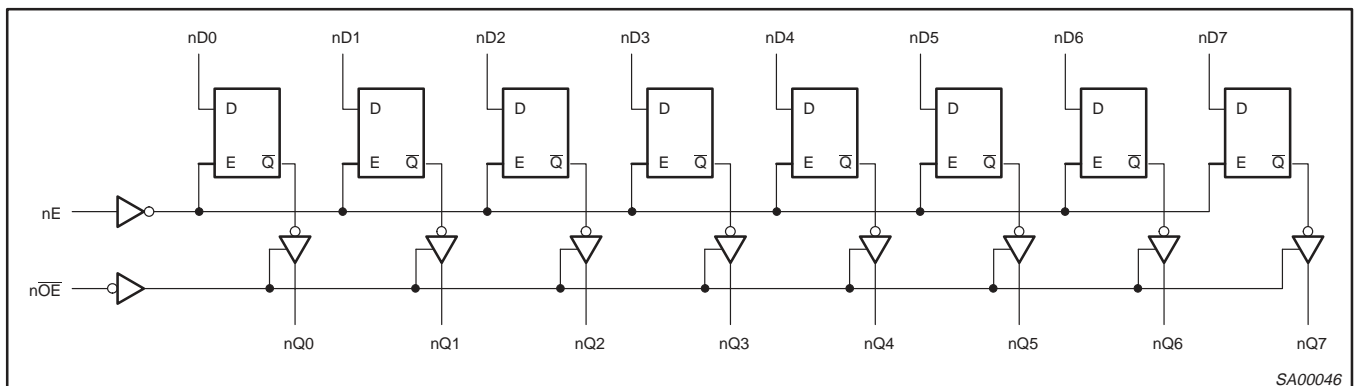 nD0 nD1 nD2 nD3 nD4 nD5 nD6 nD7
D D D D D D D D
E Q̅ E Q̅ E Q̅ E Q̅ E Q̅ E Q̅ E Q̅ E Q̅
nE
nO̅E̅
nQ0 nQ1 nQ2 nQ3 nQ4 nQ5 nQ6 nQ7
SA00046